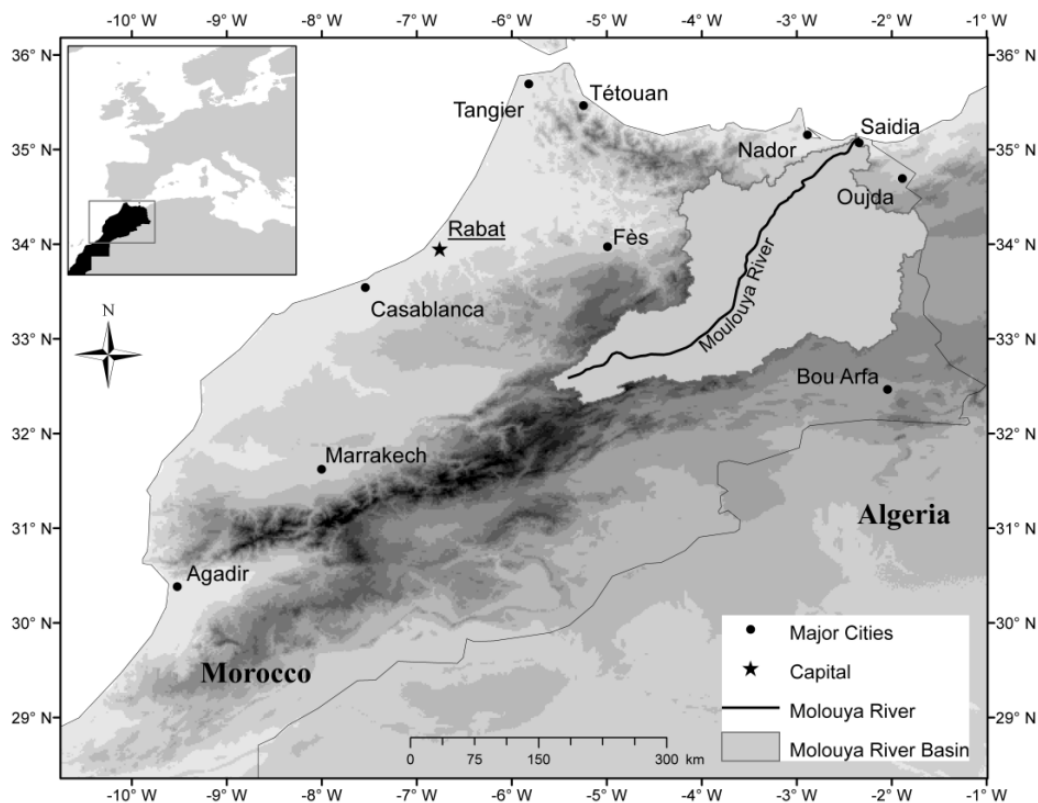 -10° W -9° W -8° W -7° W -6° W -5° W -4° W -3° W -2° W -1° W
36° N 36° N
Tangier
Tétouan
35° N 35° N
Nador
Saidia
Oujda
34° N 34° N
Rabat
Fès
Casablanca
Moulouya River
N
33° N 33° N
Bou Arfa
32° N 32° N
Marrakech
31° N 31° N
Algeria
Agadir
30° N 30° N
Morocco
29° N 29° N
Major Cities
Capital
Molouya River
Molouya River Basin
0 75 150 300 km
-10° W -9° W -8° W -7° W -6° W -5° W -4° W -3° W -2° W -1° W